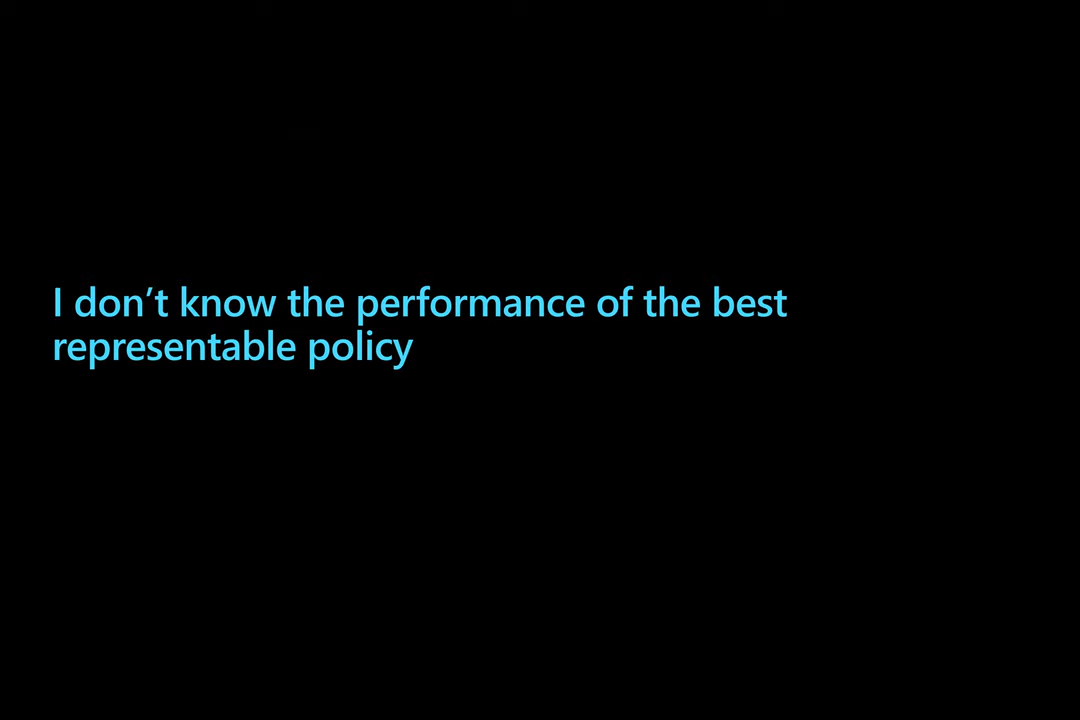 I don’t know the performance of the best
representable policy